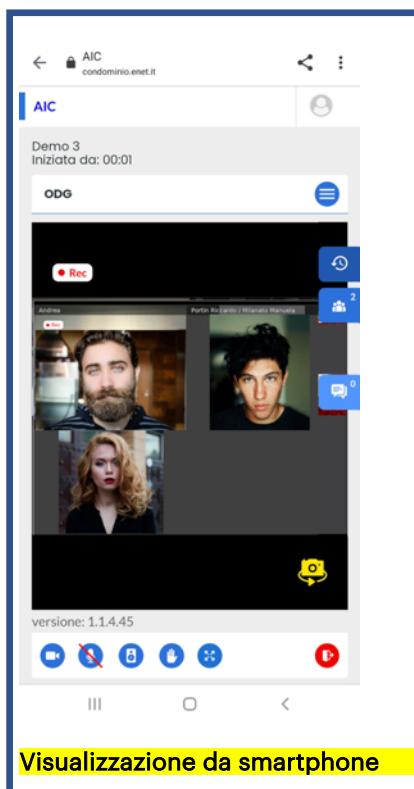 AIC
condominio.enet.it
AIC
Demo 3
Iniziata da: 00:01
ODG
Rec
2
Andrea
Portin Riccardo / Milanato Manuela
Rec
0
versione: 1.1.4.45
Visualizzazione da smartphone